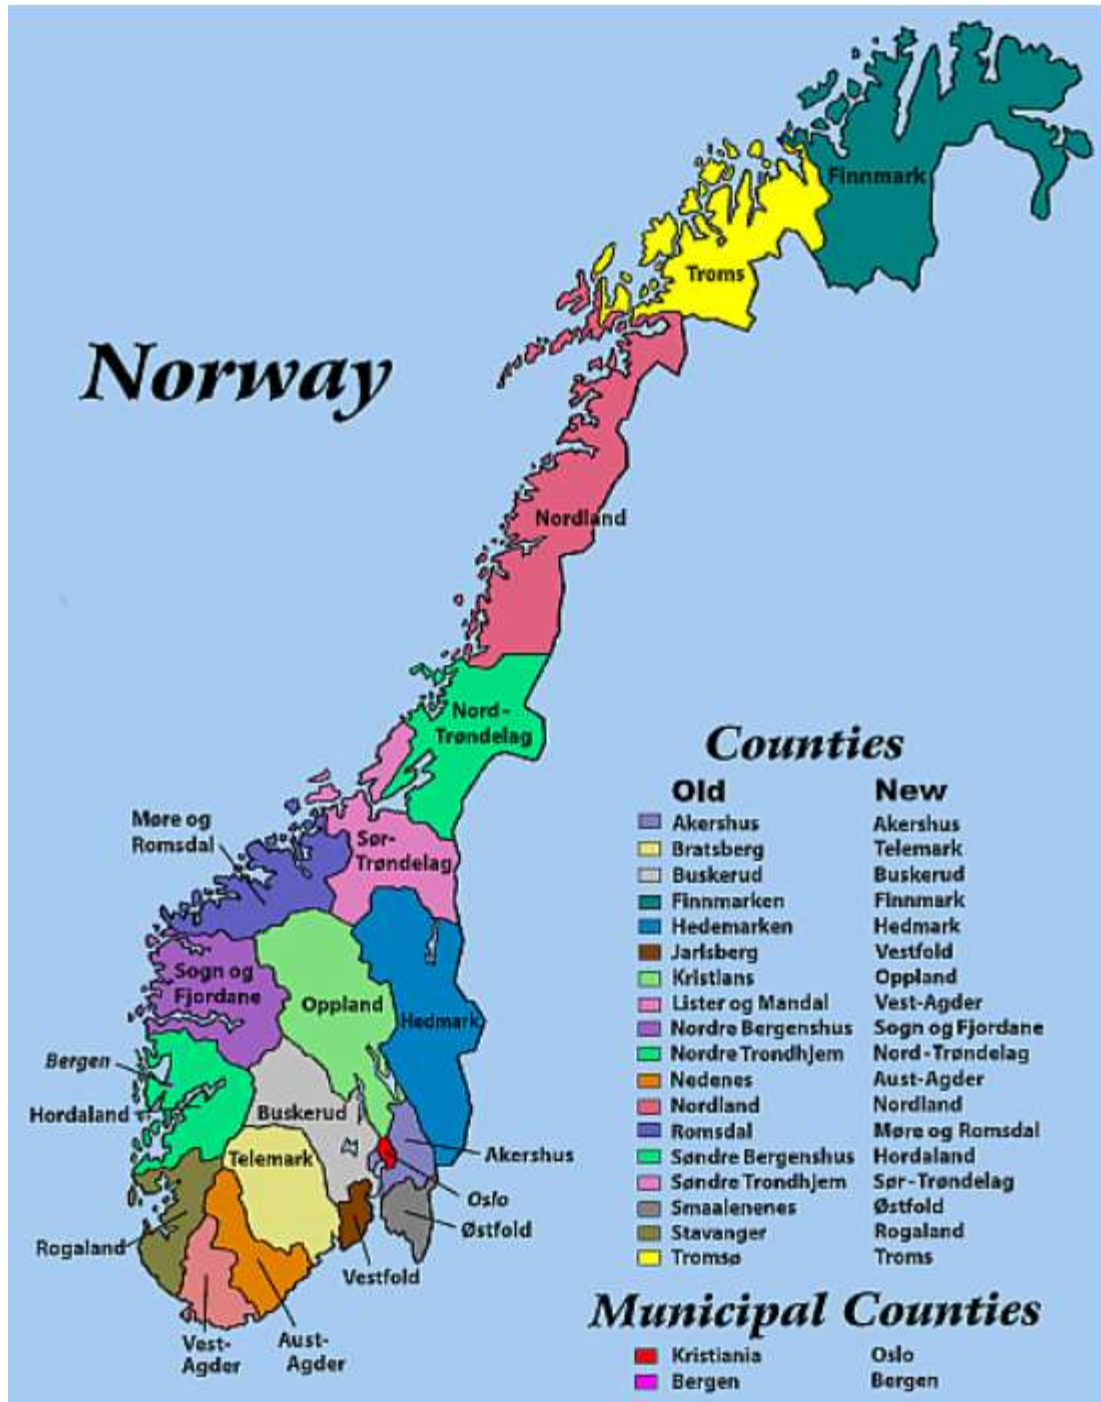 Finnmark
Troms
Norway
Nordland
Nord-
Trøndelag
Møre og
Romsdal
Sør-
Trøndelag
Sogn og
Fjordane
Oppland
Hedmark
Bergen
Hordaland
Buskerud
Telemark
Akershus
Oslo
Østfold
Rogaland
Vestfold
Vest-
Agder
Aust-
Agder
Counties
Old New
Akershus Akershus
Bratsberg Telemark
Buskerud Buskerud
Finnmarken Finnmark
Hedemarken Hedmark
Jarlsberg Vestfold
Kristians Oppland
Lister og Mandal Vest-Agder
Nordre Bergenshus Sogn og Fjordane
Nordre Trondhjem Nord-Trøndelag
Nedenes Aust-Agder
Nordland Nordland
Romsdal Møre og Romsdal
Søndre Bergenshus Hordaland
Søndre Trondhjem Sør-Trøndelag
Smaalenenes Østfold
Stavanger Rogaland
Tromsø Troms
Municipal Counties
Kristiania Oslo
Bergen Bergen